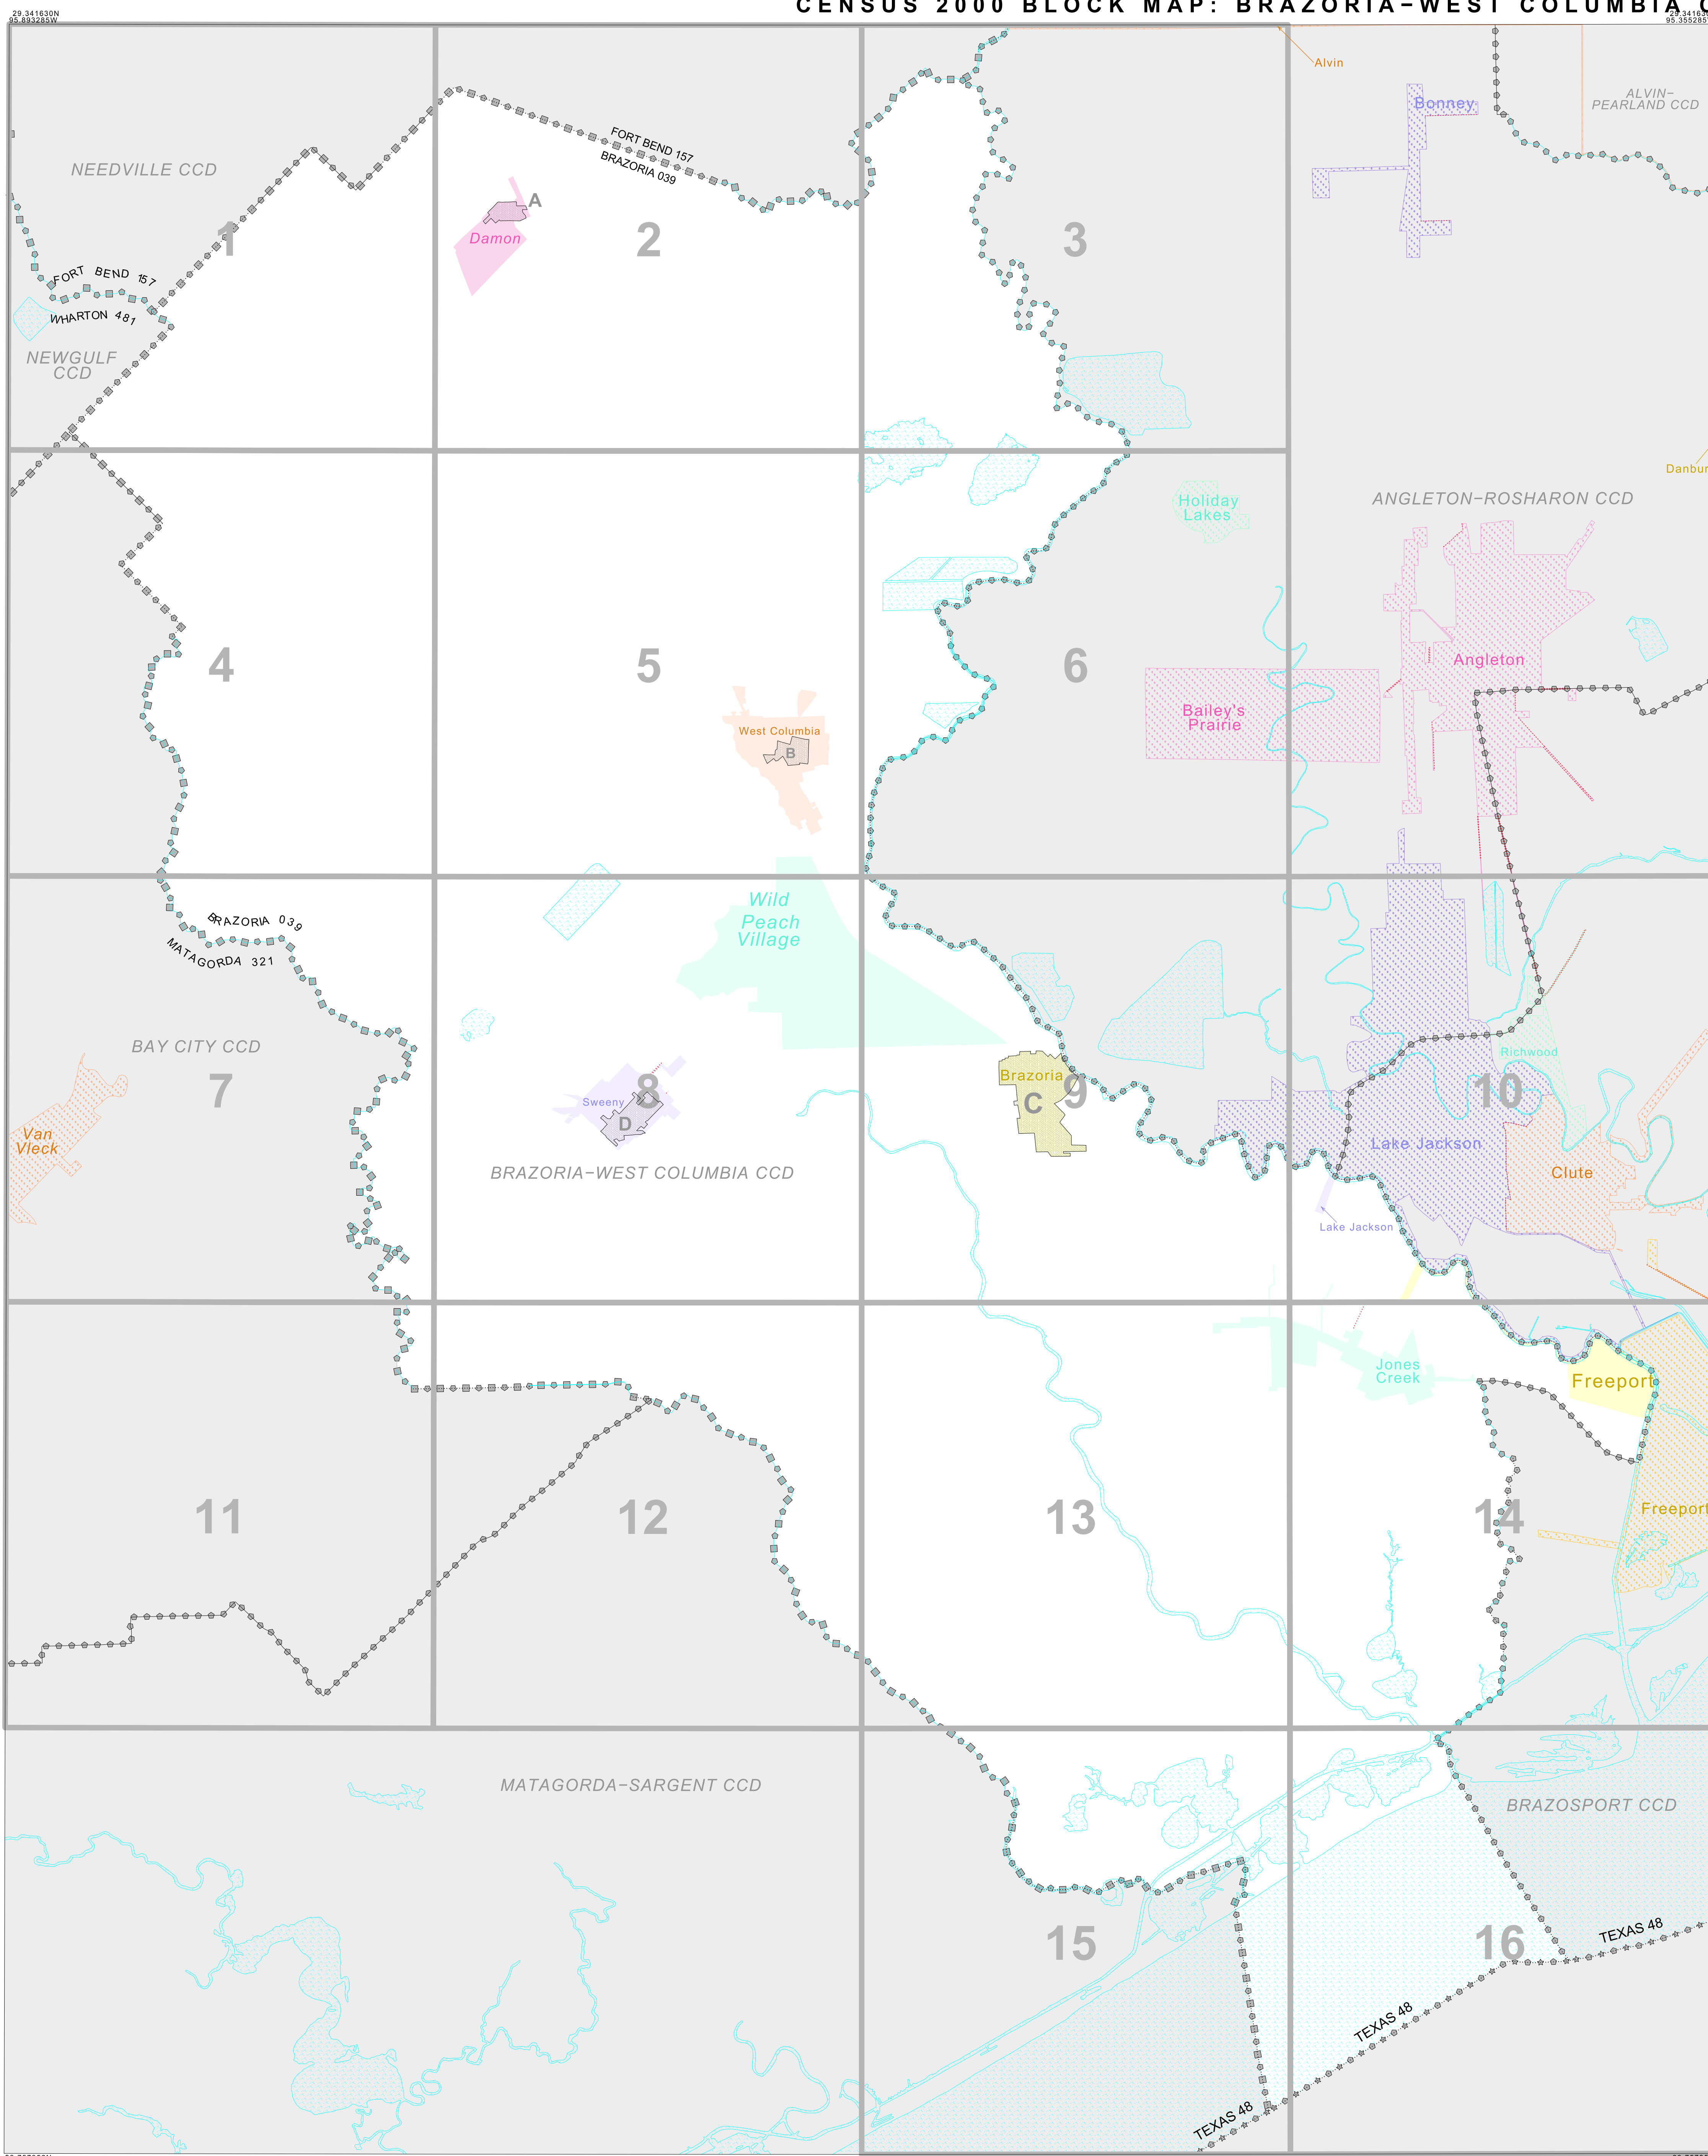 CENSUS 2000 BLOCK MAP: BRAZORIA−WEST COLUMBIA
29.341630N
95.893285W
Alvin
Bonney
ALVIN−
PEARLAND CCD
NEEDVILLE CCD
FORT BEND 157
BRAZORIA 039
A
Damon
1
2
3
FORT BEND 157
WHARTON 481
NEWGULF
CCD
Holiday
Lakes
ANGLETON−ROSHARON CCD
4
5
6
Angleton
Bailey's
Prairie
West Columbia
B
Wild
Peach
Village
BRAZORIA 039
MATAGORDA 321
BAY CITY CCD
7
8
9
10
Richwood
Brazoria
C
Sweeny
D
Van
Vleck
Lake Jackson
Clute
BRAZORIA−WEST COLUMBIA CCD
Lake Jackson
Jones
Creek
Freeport
11
12
13
14
Freeport
MATAGORDA−SARGENT CCD
BRAZOSPORT CCD
15
16
TEXAS 48
TEXAS 48
TEXAS 48